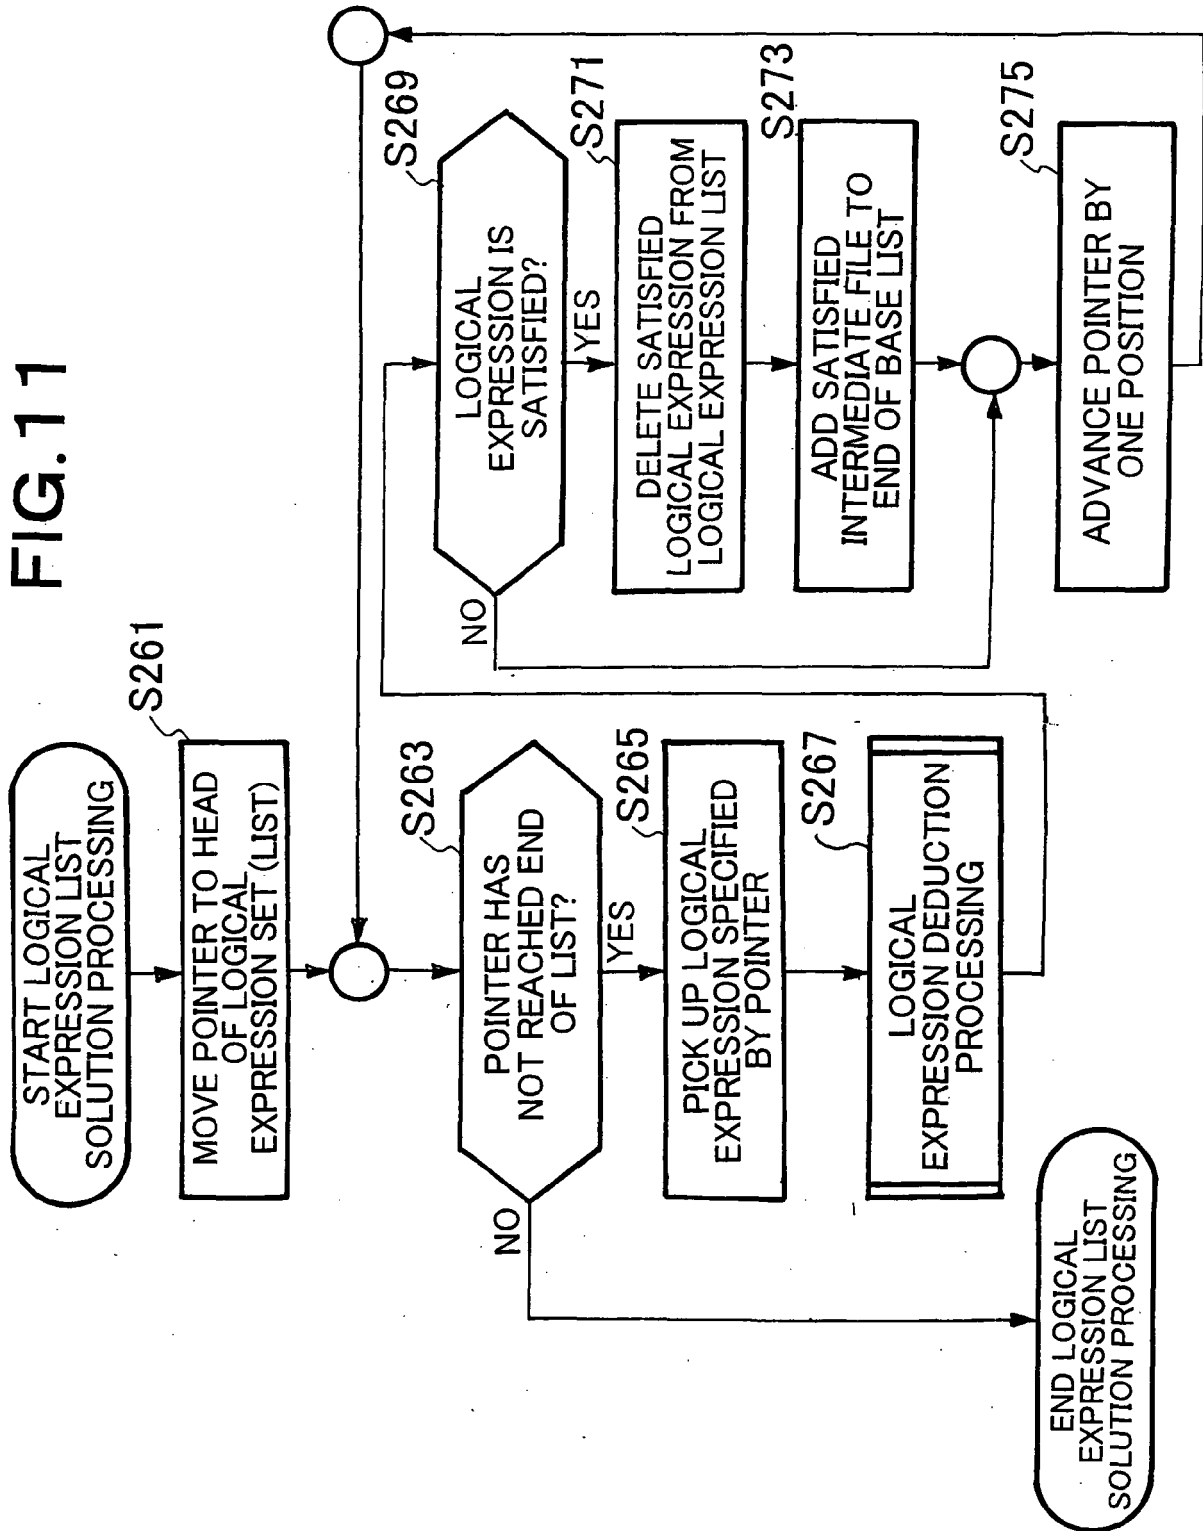 FIG.11
START LOGICAL
EXPRESSION LIST
SOLUTION PROCESSING
S261
MOVE POINTER TO HEAD
OF LOGICAL
EXPRESSION SET (LIST)
S263
POINTER HAS
NOT REACHED END
OF LIST?
NO
YES
S265
PICK UP LOGICAL
EXPRESSION SPECIFIED
BY POINTER
S267
LOGICAL
EXPRESSION DEDUCTION
PROCESSING
END LOGICAL
EXPRESSION LIST
SOLUTION PROCESSING
S269
LOGICAL
EXPRESSION IS
SATISFIED?
NO
YES
S271
DELETE SATISFIED
LOGICAL EXPRESSION FROM
LOGICAL EXPRESSION LIST
S273
ADD SATISFIED
INTERMEDIATE FILE TO
END OF BASE LIST
S275
ADVANCE POINTER BY
ONE POSITION